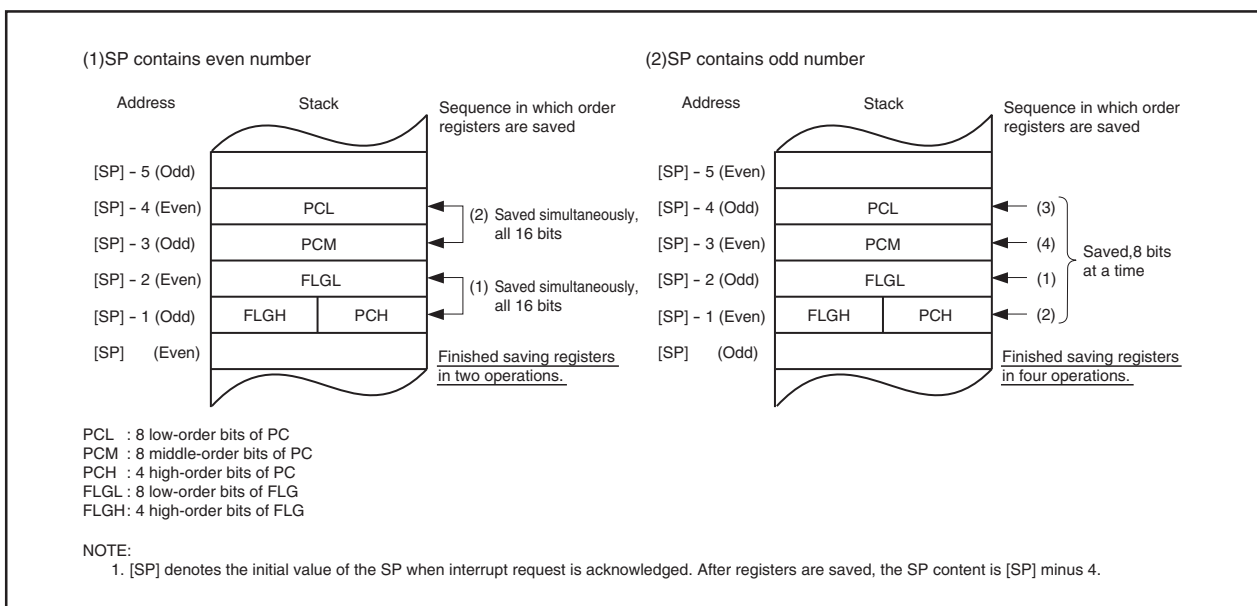 (1)SP contains even number
Address
Stack
Sequence in which order
registers are saved
[SP] - 5 (Odd)
[SP] - 4 (Even)
PCL
[SP] - 3 (Odd)
PCM
(2) Saved simultaneously,
all 16 bits
[SP] - 2 (Even)
FLGL
[SP] - 1 (Odd)
FLGH
PCH
(1) Saved simultaneously,
all 16 bits
[SP] (Even)
Finished saving registers
in two operations.
(2)SP contains odd number
Address
Stack
Sequence in which order
registers are saved
[SP] - 5 (Even)
[SP] - 4 (Odd)
PCL
(3)
[SP] - 3 (Even)
PCM
(4)
[SP] - 2 (Odd)
FLGL
(1)
[SP] - 1 (Even)
FLGH
PCH
(2)
Saved,8 bits
at a time
[SP] (Odd)
Finished saving registers
in four operations.
PCL : 8 low-order bits of PC
PCM : 8 middle-order bits of PC
PCH : 4 high-order bits of PC
FLGL : 8 low-order bits of FLG
FLGH : 4 high-order bits of FLG
NOTE:
1. [SP] denotes the initial value of the SP when interrupt request is acknowledged. After registers are saved, the SP content is [SP] minus 4.